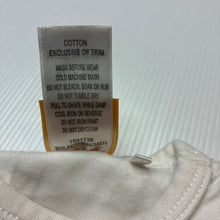 COTTON
EXCLUSIVE OF TRIM
WASH BEFORE WEAR
COLD MACHINE WASH
DO NOT BLEACH, SOAK, OR RUB
DO NOT TUMBLE DRY
PULL TO SHAPE WHILE DAMP
COOL IRON ON REVERSE
DO NOT IRON PRINT
DO NOT DRYCLEAN